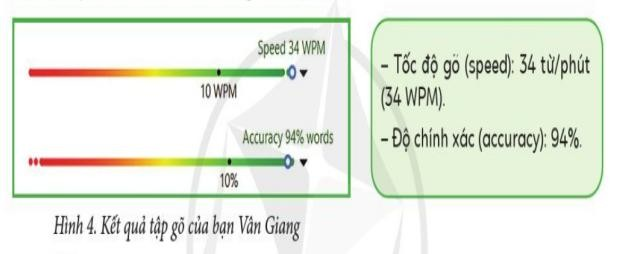 Speed 34 WPM
10 WPM
Accuracy 94% words
10%
– Tốc độ gõ (speed): 34 từ/phút
(34 WPM).
– Độ chính xác (accuracy): 94%.
Hình 4. Kết quả tập gõ của bạn Vân Giang